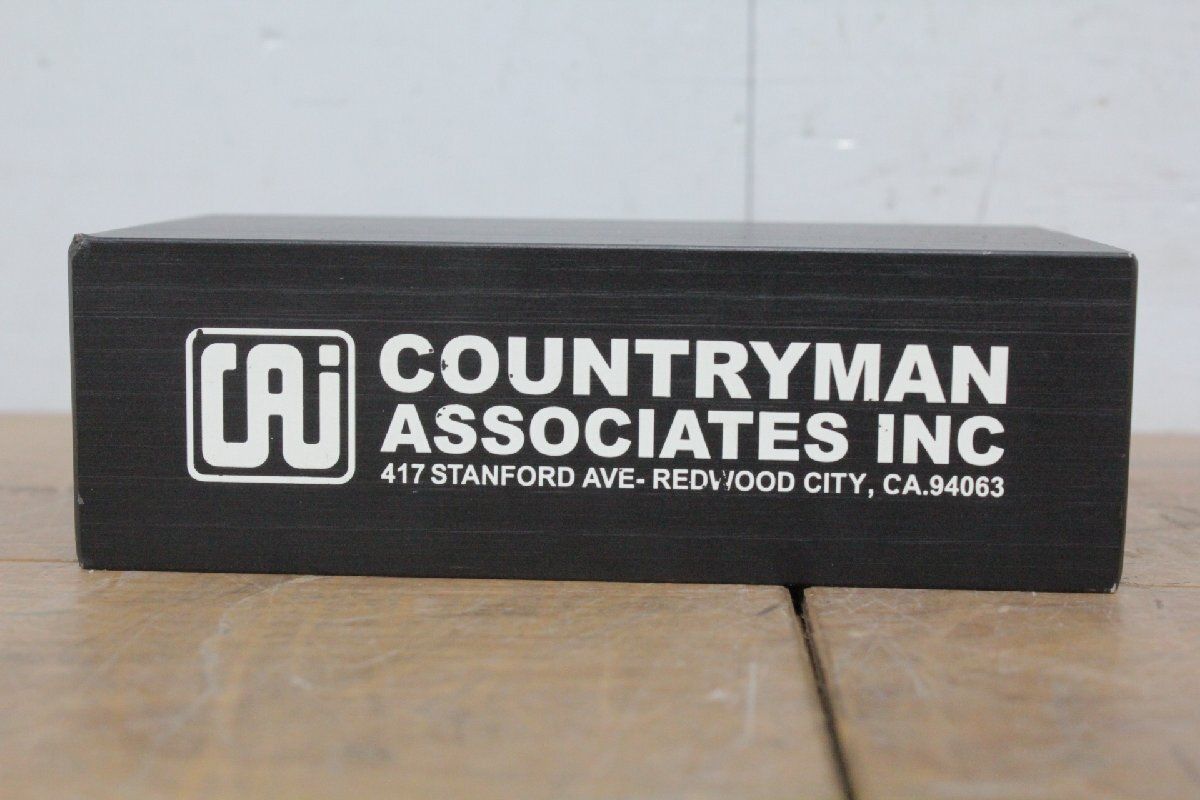 CAi
COUNTRYMAN
ASSOCIATES INC
417 STANFORD AVE- REDWOOD CITY, CA.94063